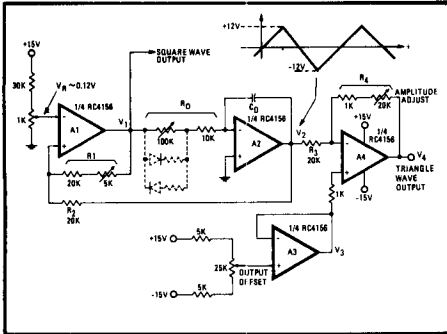 +12V
-12V
t
+15V
SQUARE WAVE
OUTPUT
VR ~0.12V
30K
1K
1/4 RC4156
A1
V1
R1
20K
5K
R2
20K
RO
100K
10K
CO
1/4 RC4156
A2
V2
R3
20K
R4
1K
20K
AMPLITUDE
ADJUST
+15V
1/4
RC4156
A4
V4
TRIANGLE
WAVE
OUTPUT
-15V
1K
1/4 RC4156
A3
V3
+15V
5K
25K
OUTPUT
OFFSET
-15V
5K